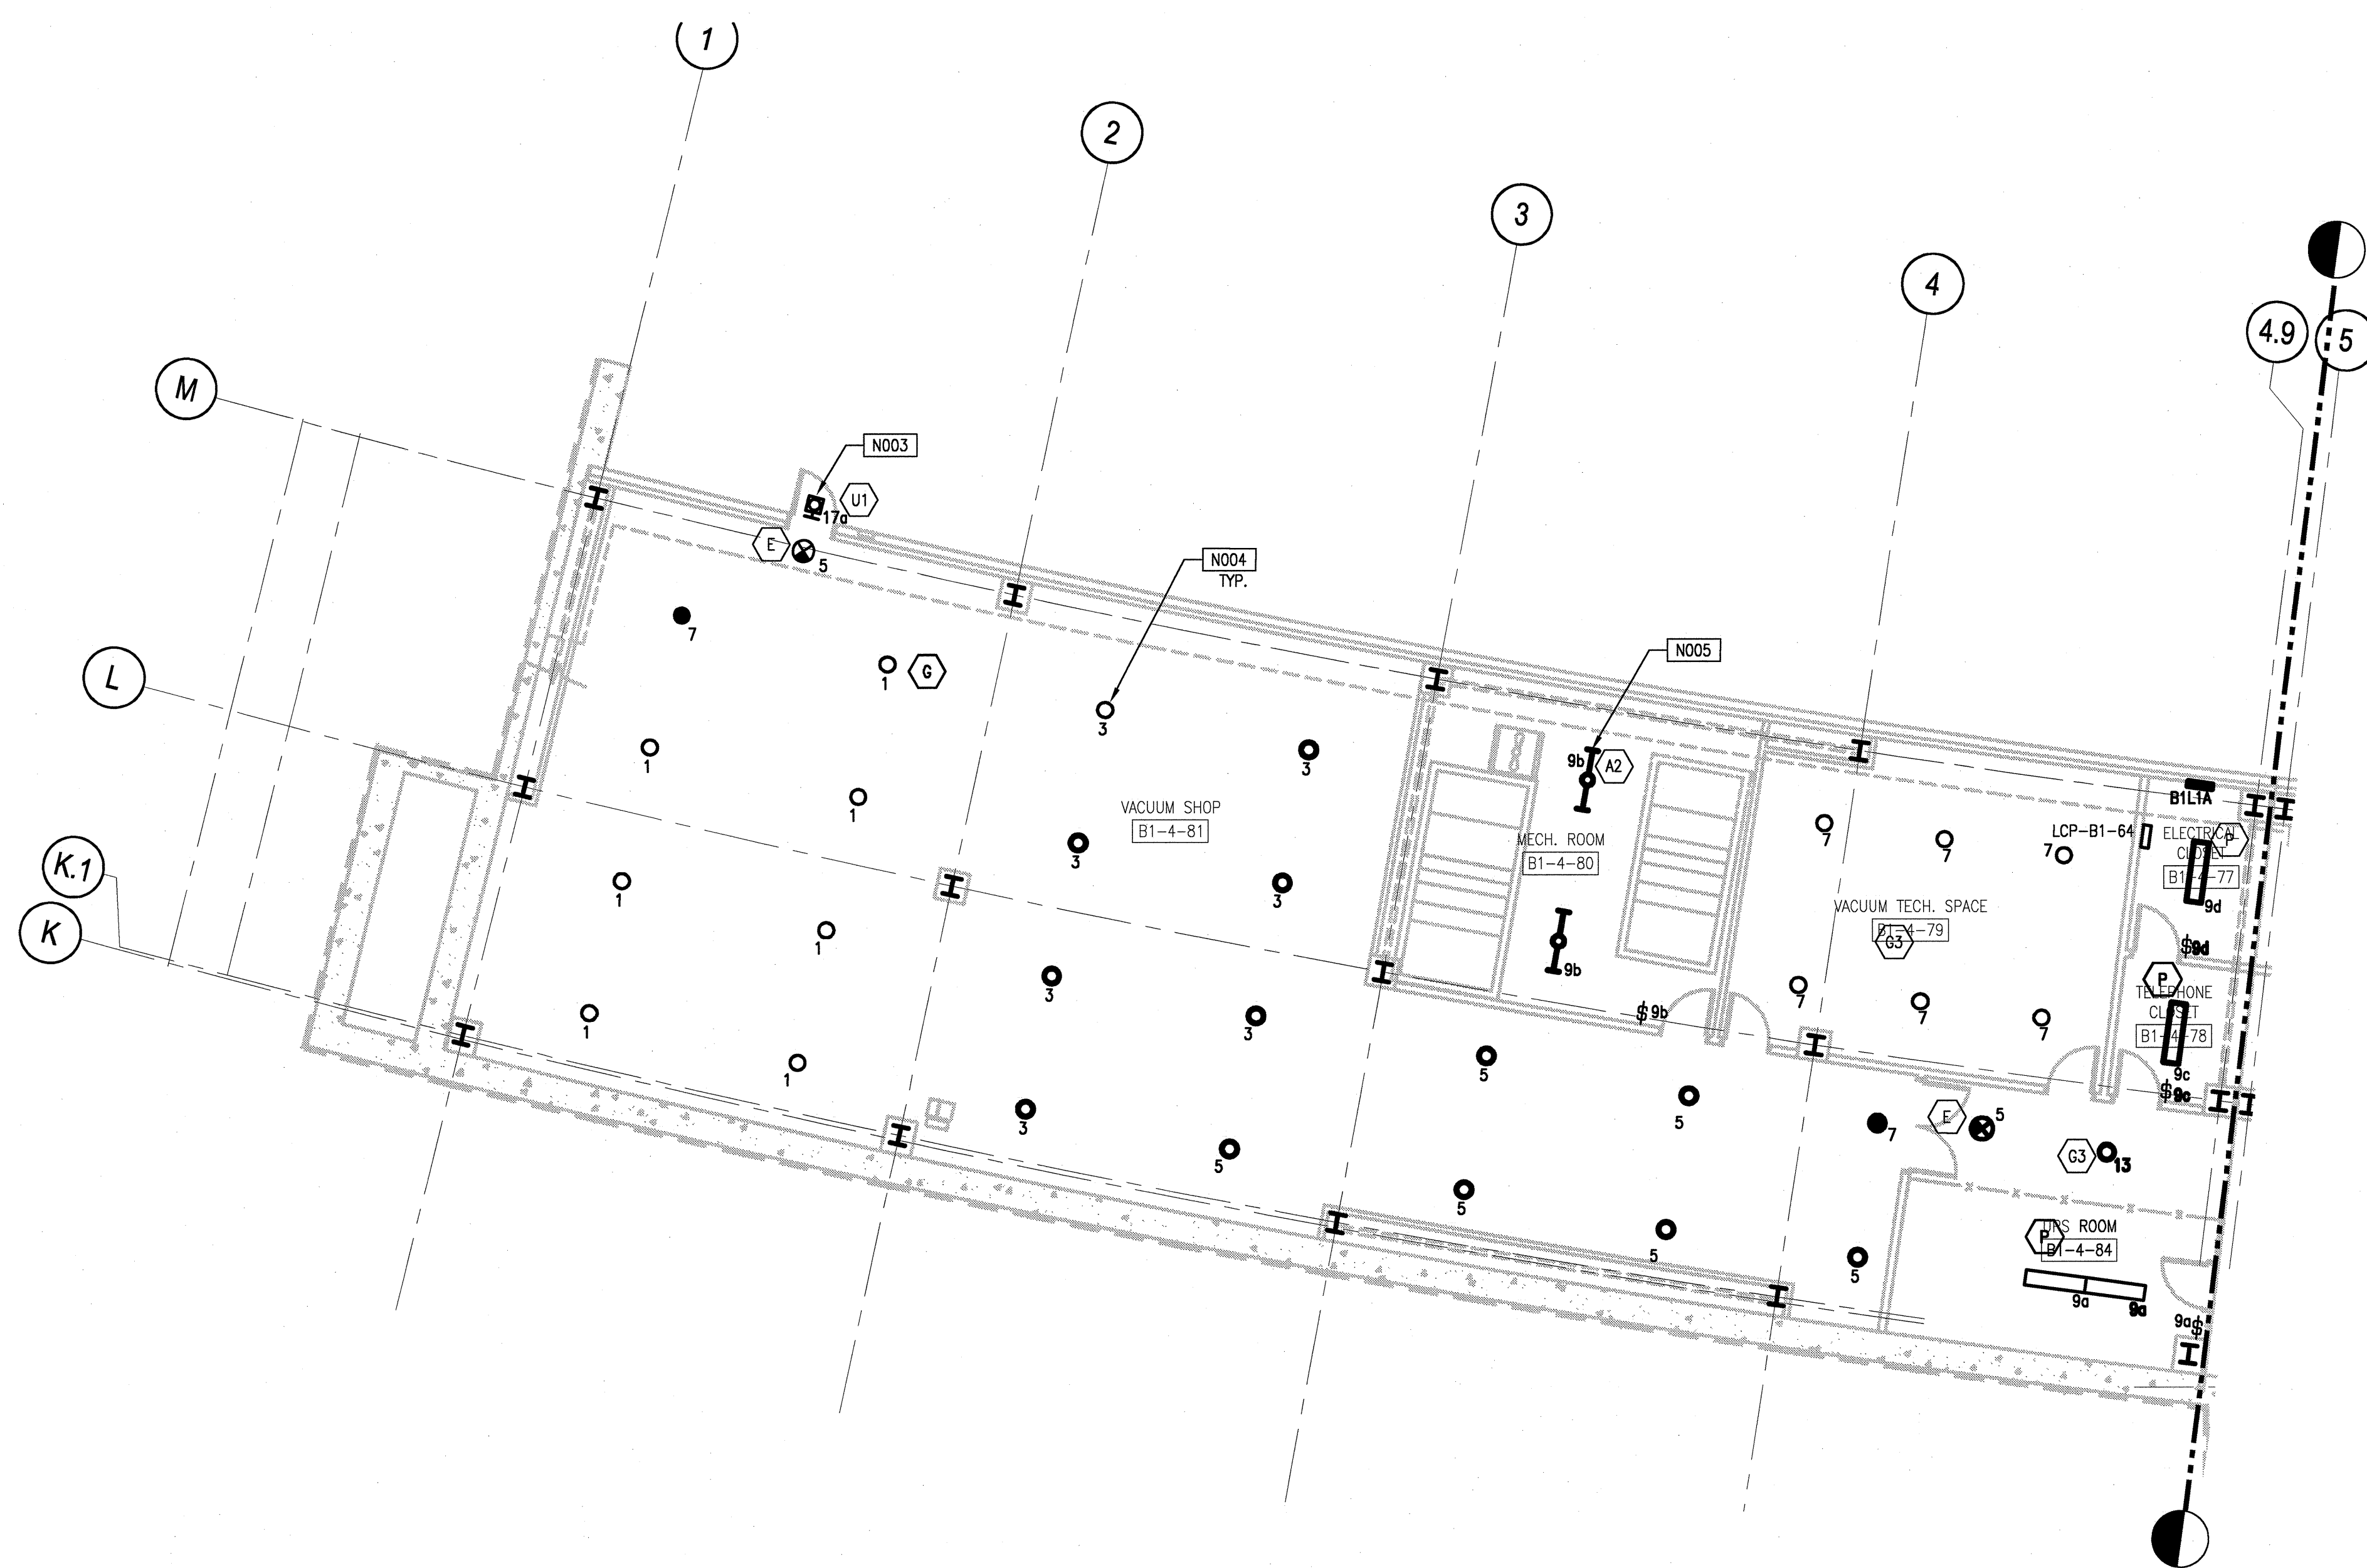 1
2
3
4
4.9
5
M
L
K.1
K
N003
U1
17a
E
5
N004
TYP.
7
1
G
3
N005
3
9b
A2
1
1
VACUUM SHOP
B1-4-81
3
MECH. ROOM
B1-4-80
7
7
7
B1L1A
LCP-B1-64
ELECTRICAL
CLOSET
B1-4-77
P
9d
1
3
VACUUM TECH. SPACE
B1-4-79
G3
$9d
1
3
9b
7
7
7
P
TELEPHONE
CLOSET
B1-4-78
9c
$9c
1
3
$9b
1
5
5
3
5
7
E
5
G3
13
5
5
5
UPS ROOM
P
B1-4-84
9a
9a
9a$